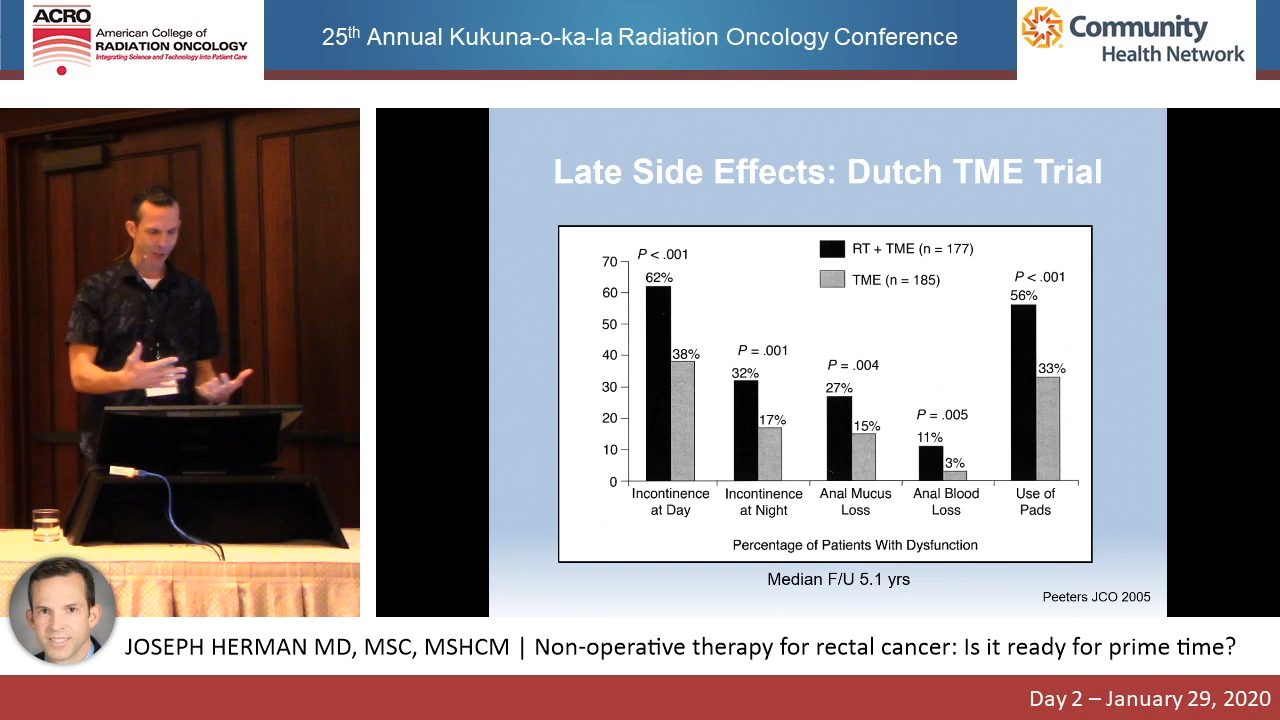 ACRO
American College of
RADIATION ONCOLOGY
Integrating Science and Technology into Patient Care
25th Annual Kukuna-o-ka-la Radiation Oncology Conference
Community
Health Network
Late Side Effects: Dutch TME Trial
RT + TME (n = 177)
TME (n = 185)
70
60
50
40
30
20
10
0
P < .001
62%
38%
P = .001
32%
17%
P = .004
27%
15%
P = .005
11%
3%
P < .001
56%
33%
Incontinence
at Day
Incontinence
at Night
Anal Mucus
Loss
Anal Blood
Loss
Use of
Pads
Percentage of Patients With Dysfunction
Median F/U 5.1 yrs
Peeters JCO 2005
JOSEPH HERMAN MD, MSC, MSHCM | Non-operative therapy for rectal cancer: Is it ready for prime time?
Day 2 – January 29, 2020